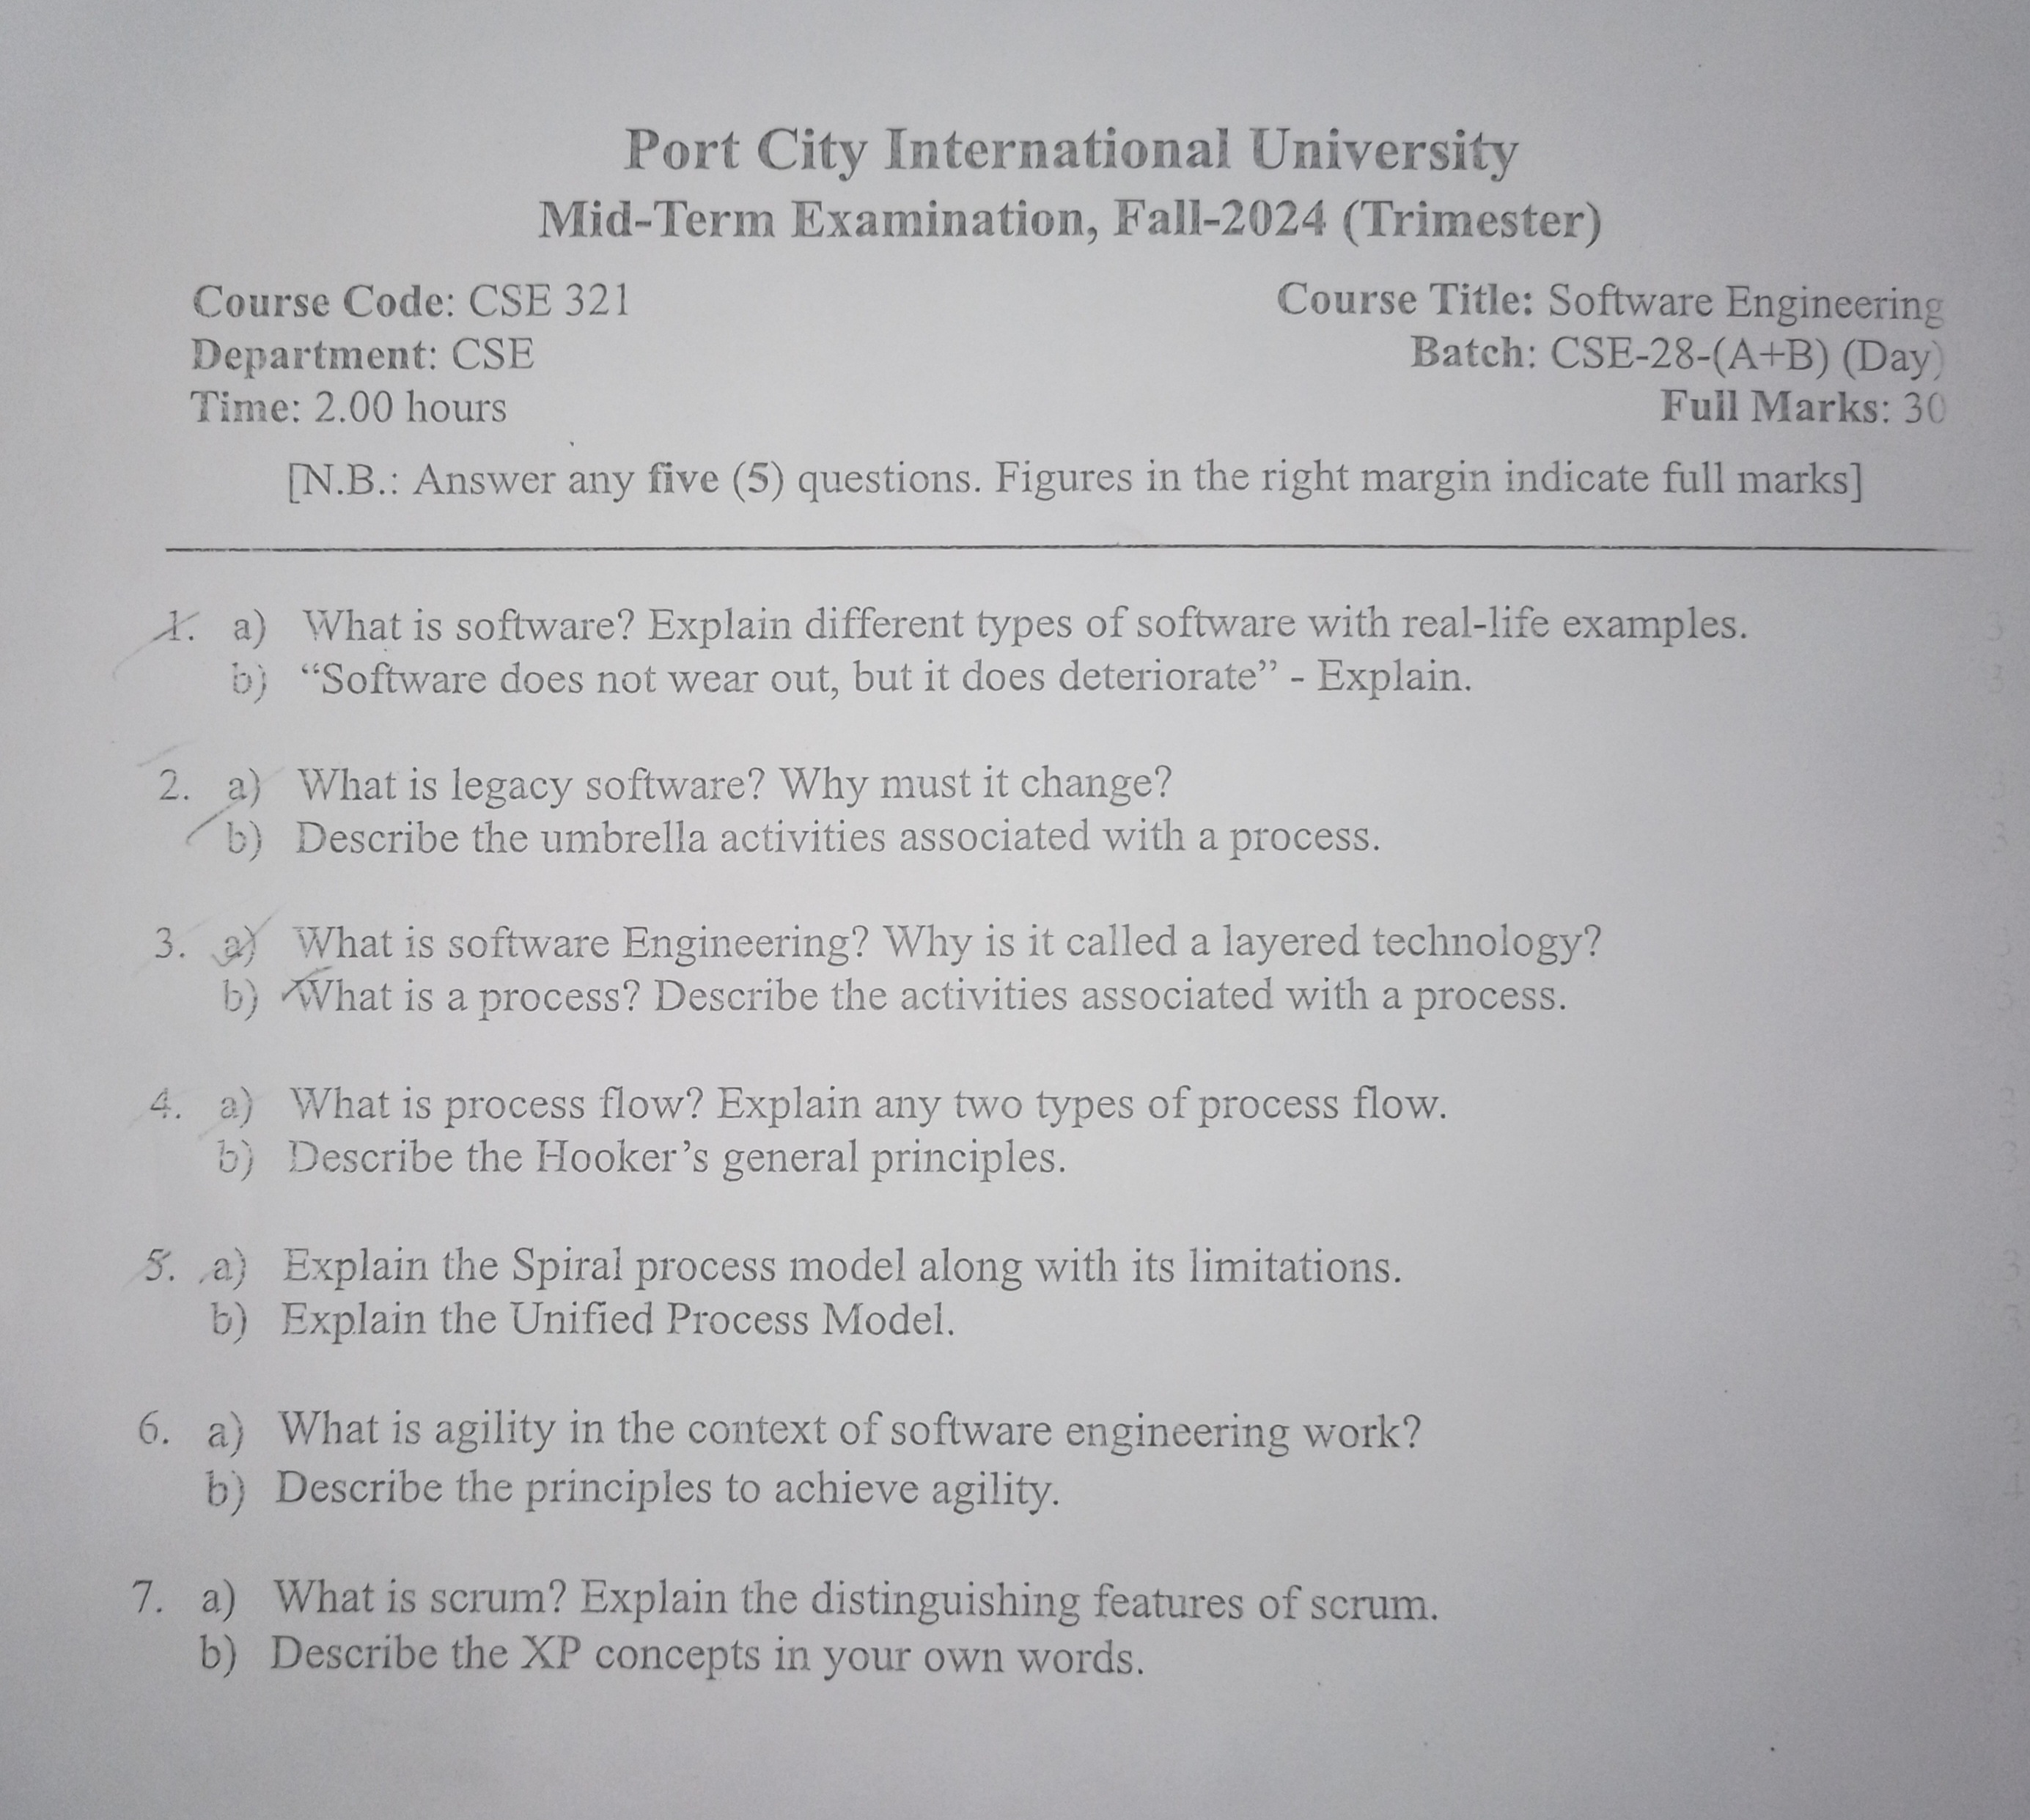 Port City International University
Mid-Term Examination, Fall-2024 (Trimester)
Course Code: CSE 321 Course Title: Software Engineering
Department: CSE Batch: CSE-28-(A+B) (Day)
Time: 2.00 hours Full Marks: 30
[N.B.: Answer any five (5) questions. Figures in the right margin indicate full marks]
1. a) What is software? Explain different types of software with real-life examples. 3
b) “Software does not wear out, but it does deteriorate” - Explain. 3
2. a) What is legacy software? Why must it change? 3
b) Describe the umbrella activities associated with a process. 3
3. a) What is software Engineering? Why is it called a layered technology? 3
b) What is a process? Describe the activities associated with a process. 3
4. a) What is process flow? Explain any two types of process flow. 3
b) Describe the Hooker’s general principles. 3
5. a) Explain the Spiral process model along with its limitations. 3
b) Explain the Unified Process Model. 3
6. a) What is agility in the context of software engineering work? 2
b) Describe the principles to achieve agility. 4
7. a) What is scrum? Explain the distinguishing features of scrum. 3
b) Describe the XP concepts in your own words. 3